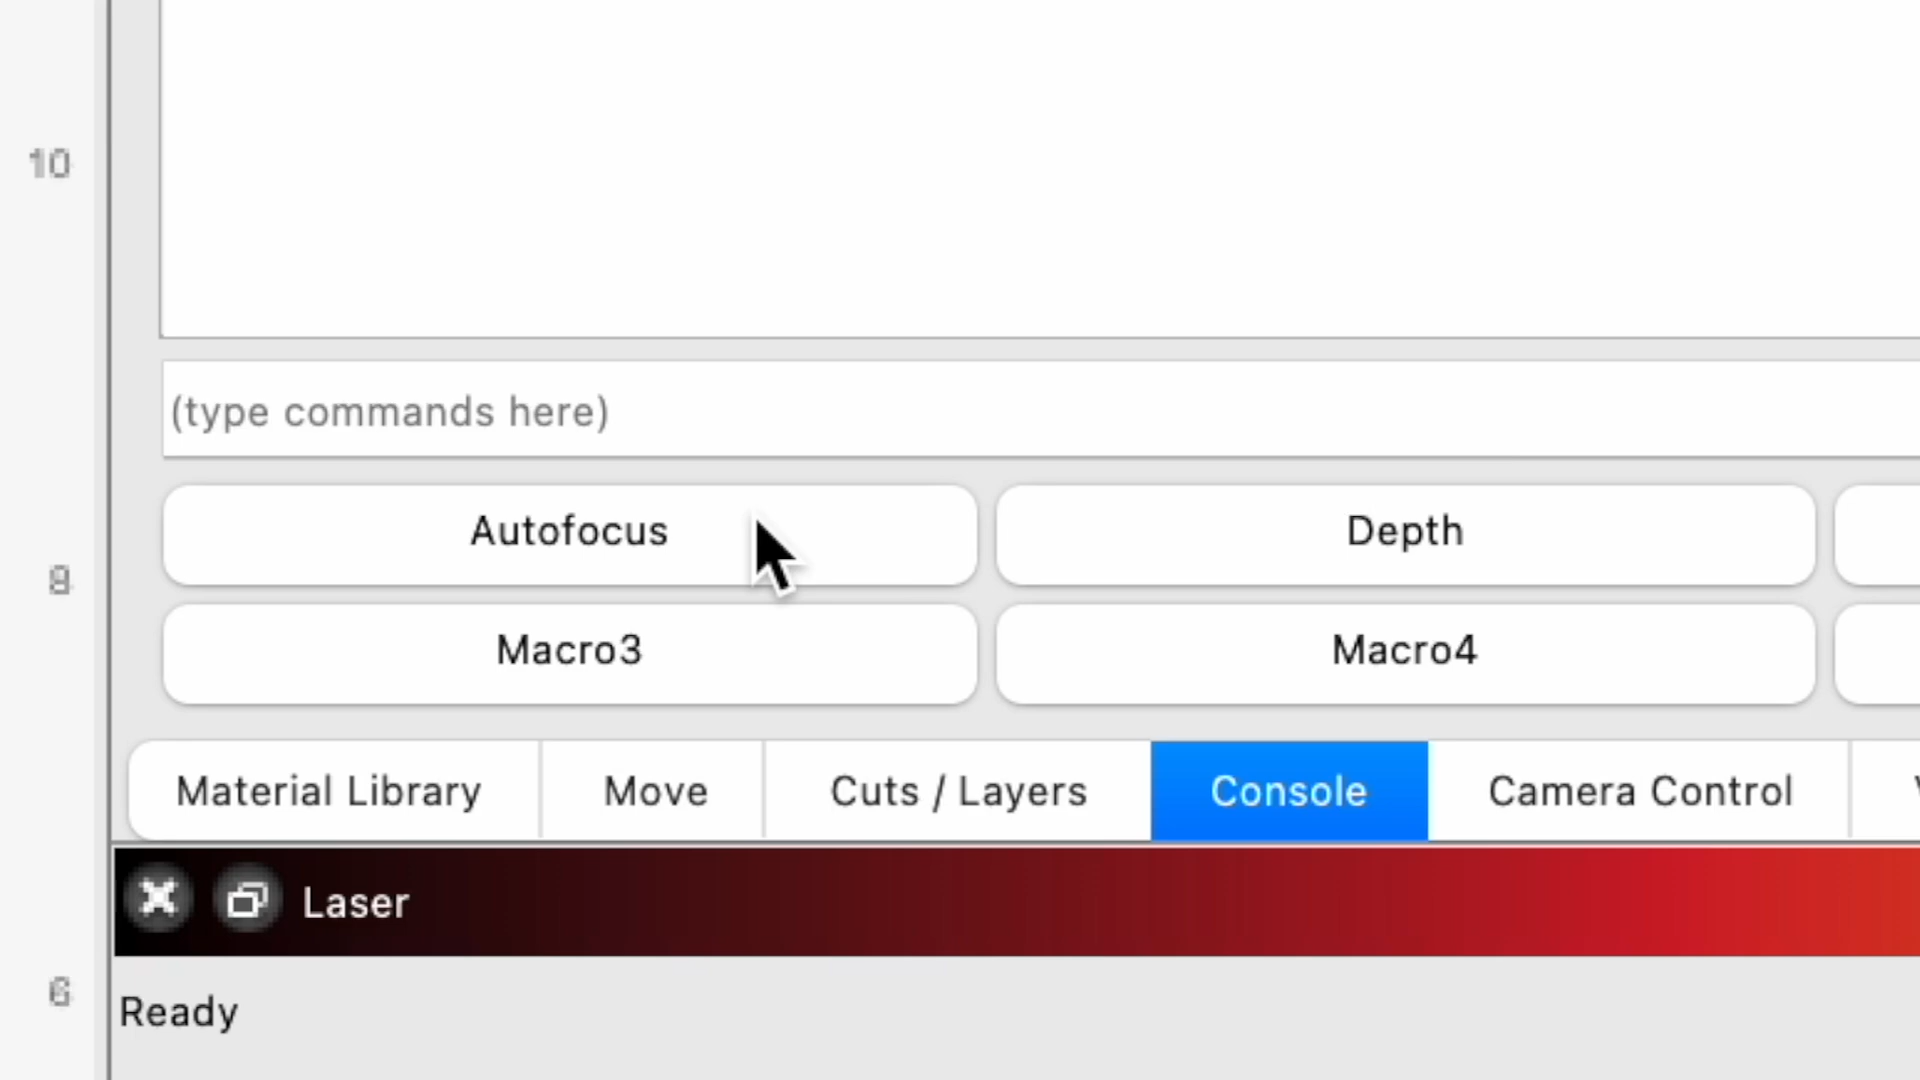 10
(type commands here)
Autofocus Depth
8
Macro3 Macro4
Material Library Move Cuts / Layers Console Camera Control
Laser
6
Ready